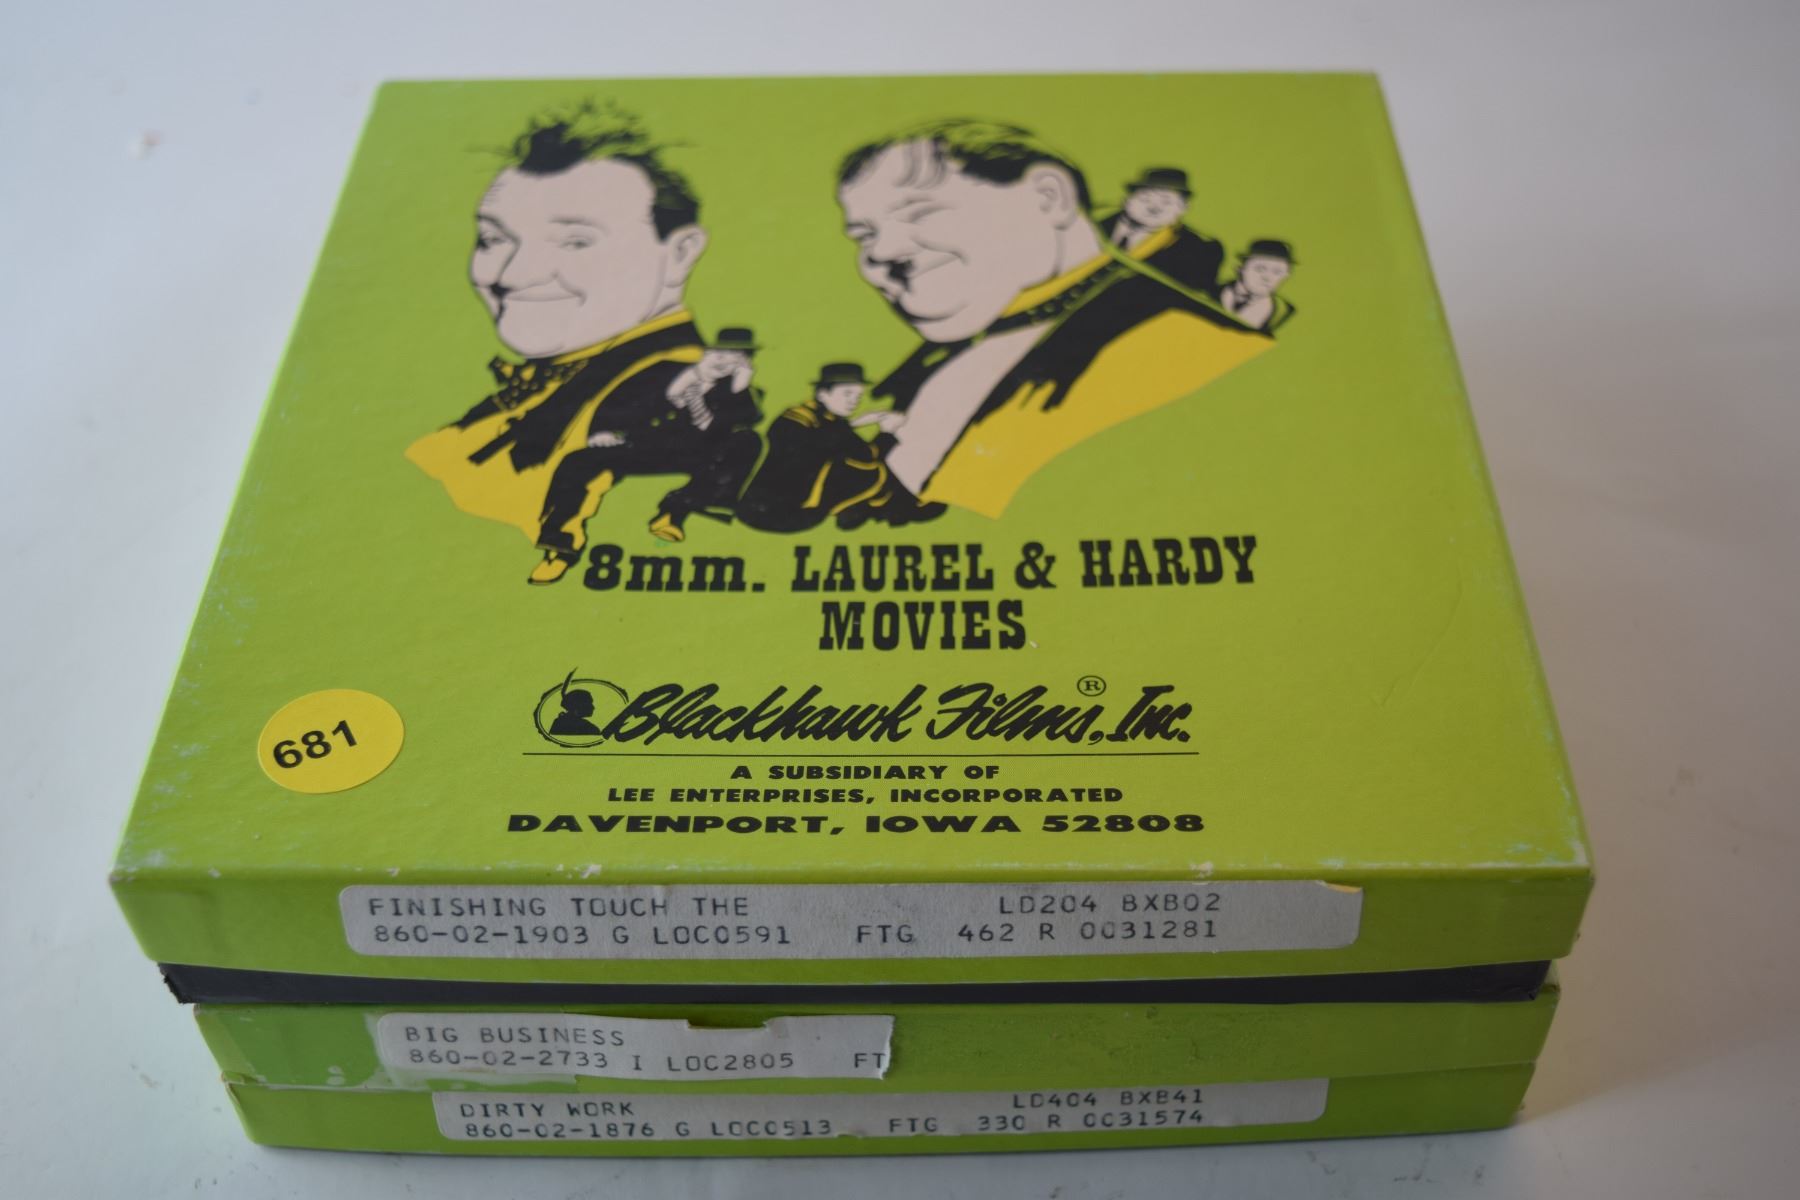 8mm. LAUREL & HARDY
MOVIES
Blackhawk Films, Inc. ®
681
A SUBSIDIARY OF
LEE ENTERPRISES, INCORPORATED
DAVENPORT, IOWA 52808
FINISHING TOUCH THE LD204 BXB02
860-02-1903 G LOC0591 FTG 462 R 0031281
BIG BUSINESS
860-02-2733 I LOC2805 FT
DIRTY WORK LD404 BXB41
860-02-1876 G LOC0513 FTG 330 R 0031574